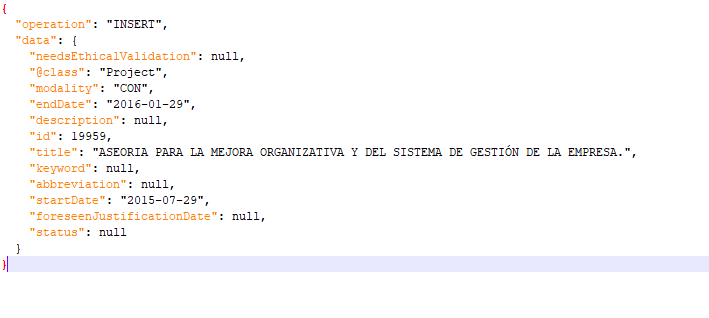 {
"operation": "INSERT",
"data": {
"needsEthicalValidation": null,
"@class": "Project",
"modality": "CON",
"endDate": "2016-01-29",
"description": null,
"id": 19959,
"title": "ASEORIA PARA LA MEJORA ORGANIZATIVA Y DEL SISTEMA DE GESTIÓN DE LA EMPRESA.",
"keyword": null,
"abbreviation": null,
"startDate": "2015-07-29",
"foreseenJustificationDate": null,
"status": null
}
}